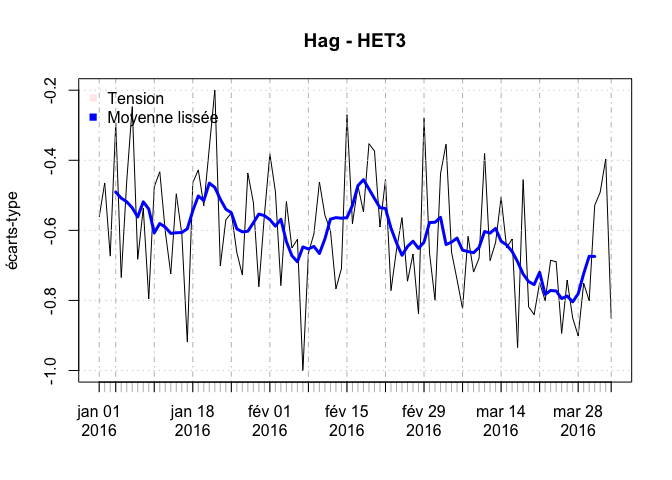 Hag - HET3
Tension
Moyenne lissée
écarts-type
-0.2
-0.4
-0.6
-0.8
-1.0
jan 01 jan 18 fév 01 fév 15 fév 29 mar 14 mar 28
2016 2016 2016 2016 2016 2016 2016